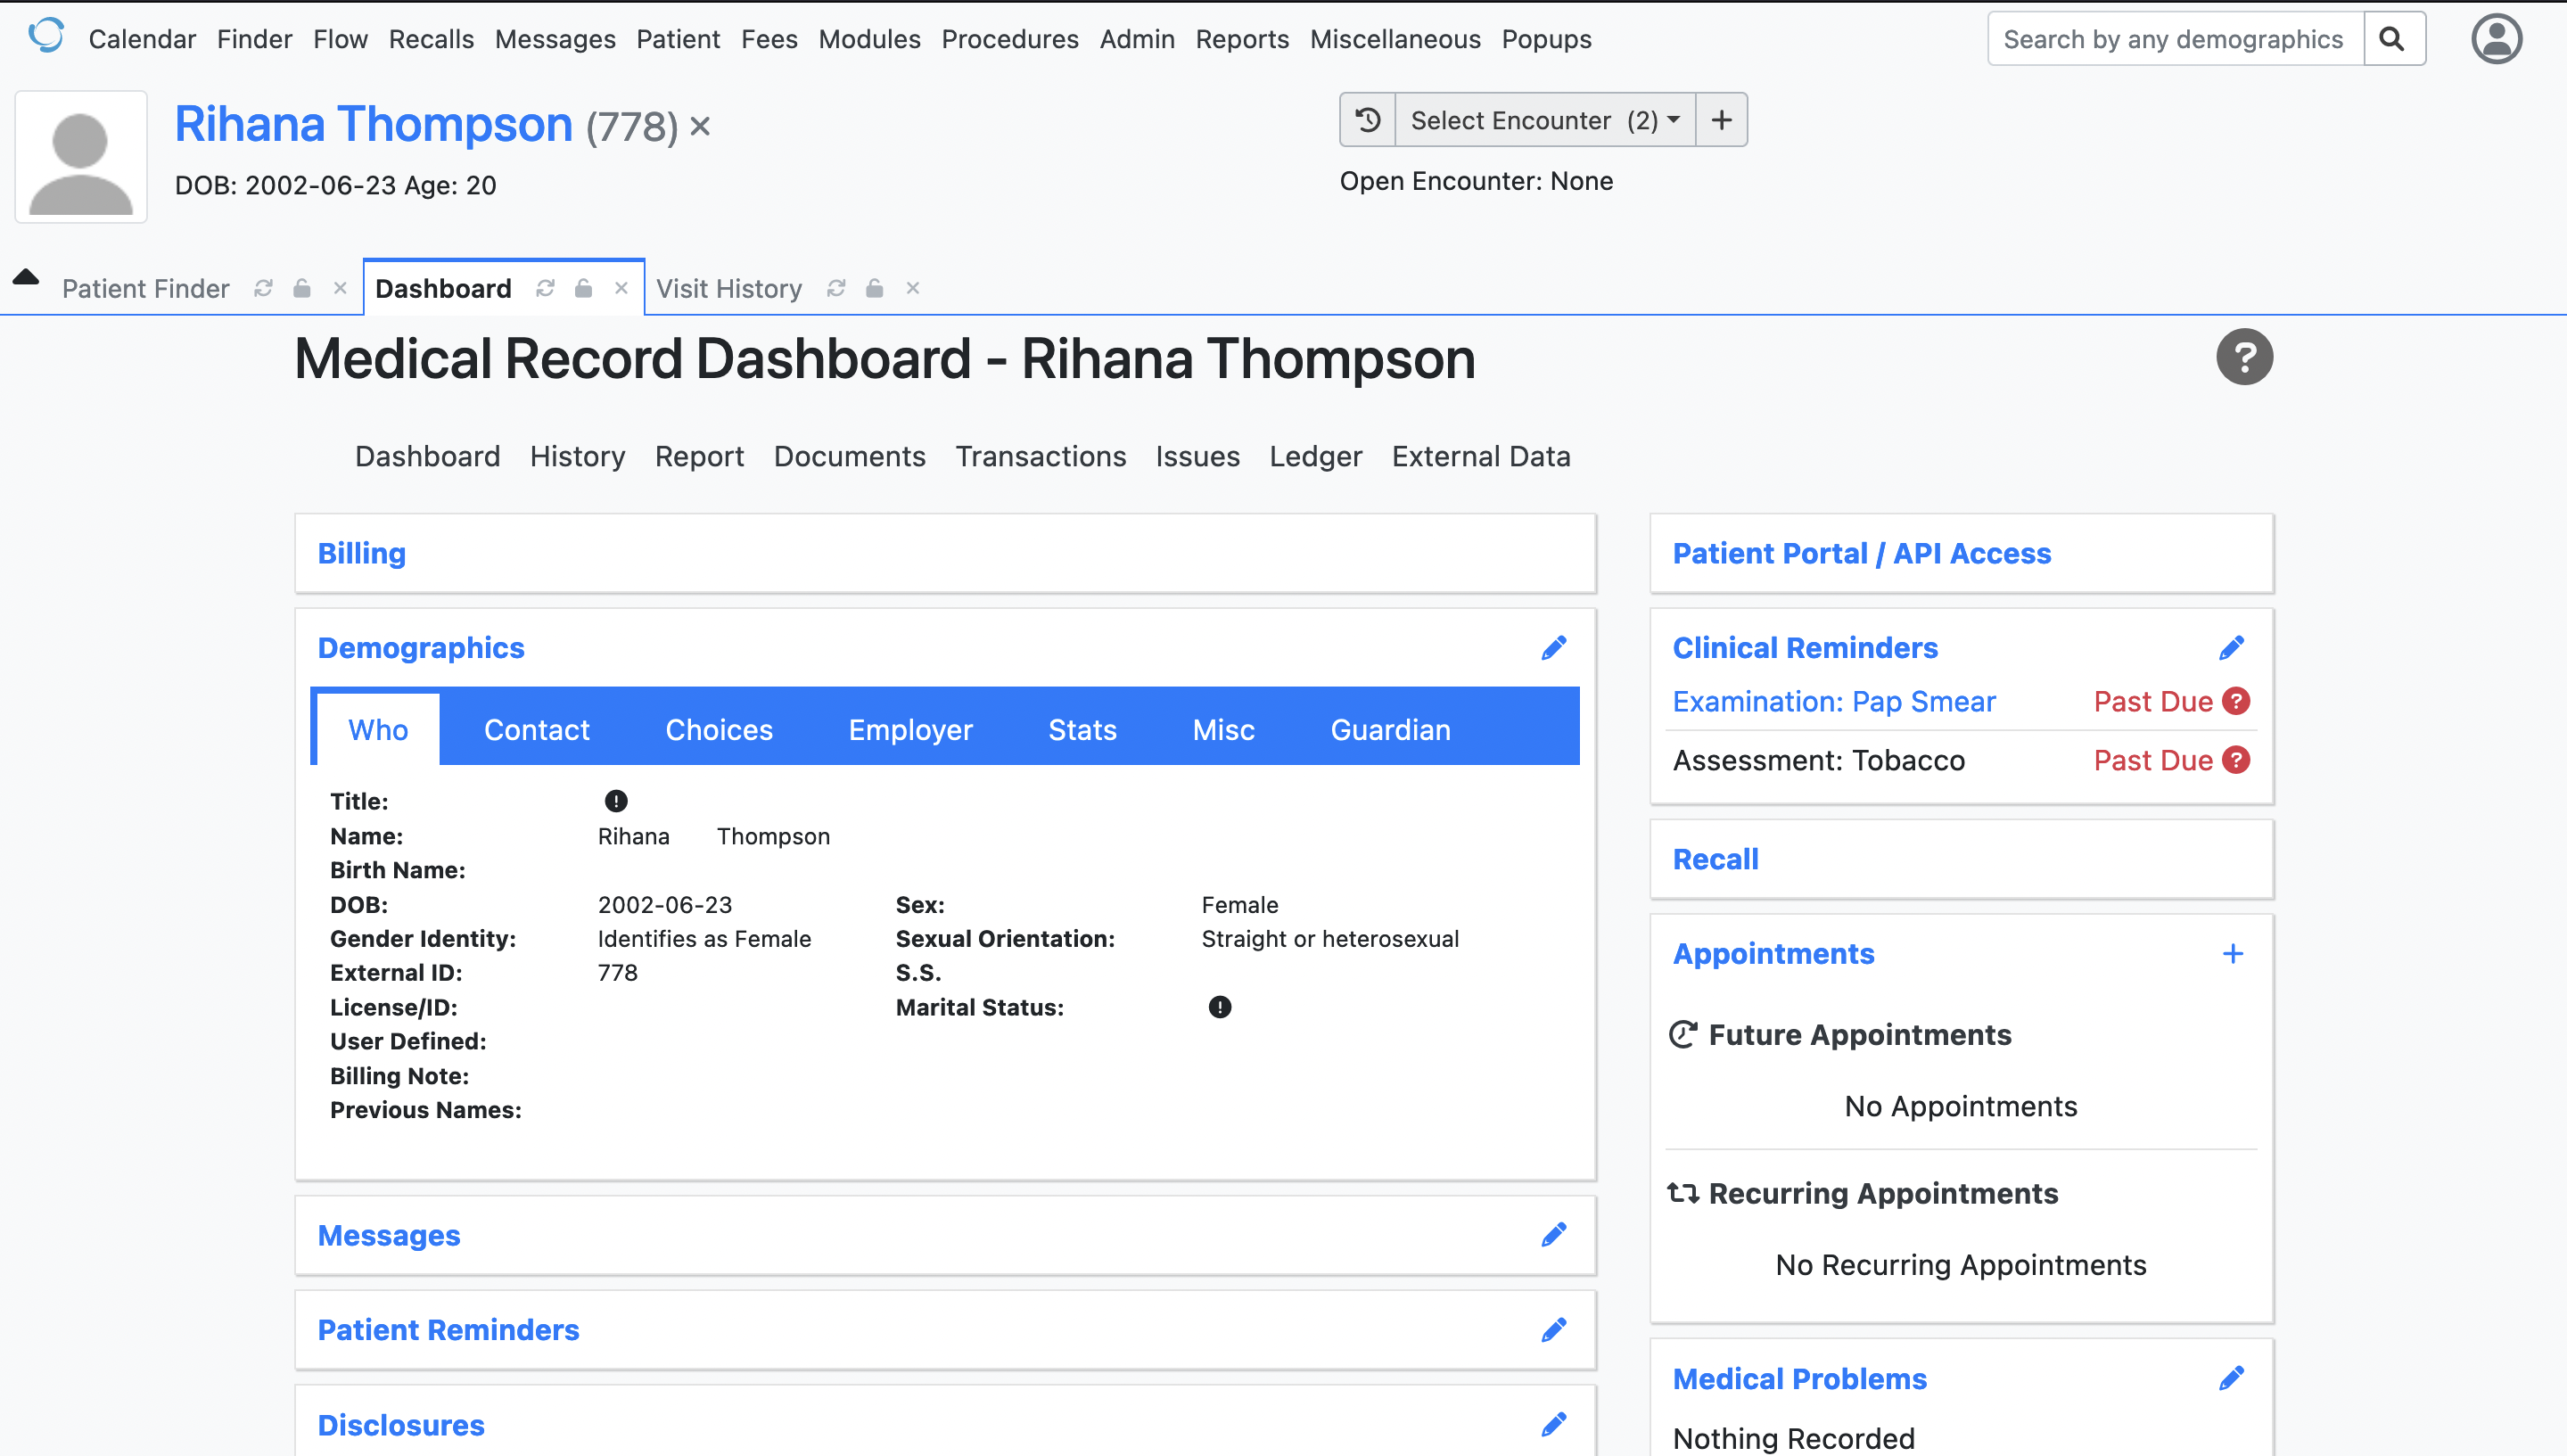 Calendar Finder Flow Recalls Messages Patient Fees Modules Procedures Admin Reports Miscellaneous Popups Search by any demographics
Rihana Thompson (778) ×
DOB: 2002-06-23 Age: 20
Select Encounter (2)
Open Encounter: None
Patient Finder
Dashboard
Visit History
Medical Record Dashboard - Rihana Thompson
Dashboard History Report Documents Transactions Issues Ledger External Data
Billing
Demographics
Who Contact Choices Employer Stats Misc Guardian
Title:
Name: Rihana Thompson
Birth Name:
DOB: 2002-06-23 Sex: Female
Gender Identity: Identifies as Female Sexual Orientation: Straight or heterosexual
External ID: 778 S.S.
License/ID: Marital Status:
User Defined:
Billing Note:
Previous Names:
Messages
Patient Reminders
Disclosures
Patient Portal / API Access
Clinical Reminders
Examination: Pap Smear Past Due
Assessment: Tobacco Past Due
Recall
Appointments
Future Appointments
No Appointments
Recurring Appointments
No Recurring Appointments
Medical Problems
Nothing Recorded